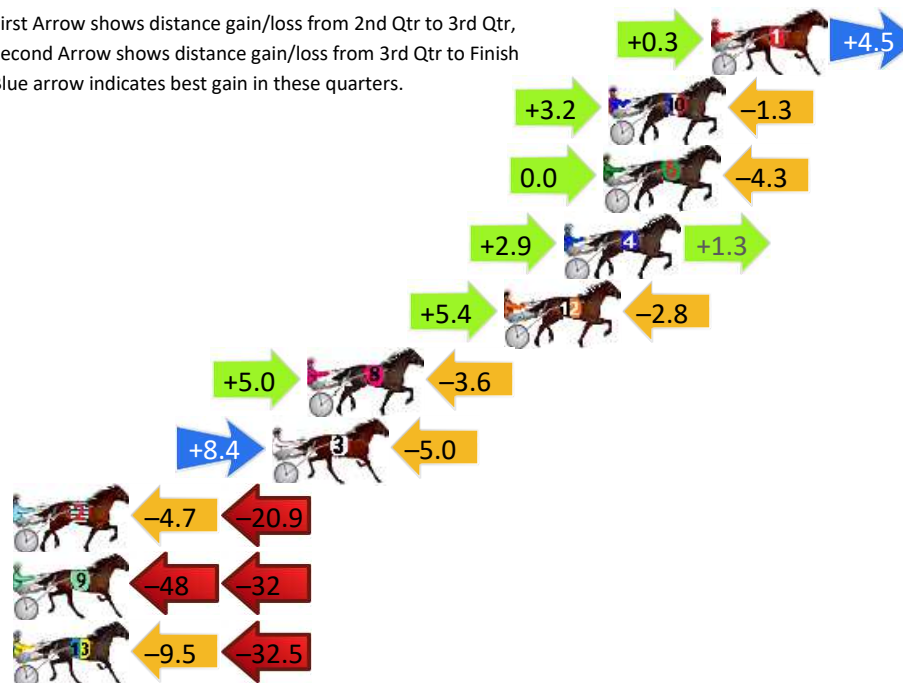 irst Arrow shows distance gain/loss from 2nd Qtr to 3rd Qtr,
econd Arrow shows distance gain/loss from 3rd Qtr to Finish
Blue arrow indicates best gain in these quarters.
+0.3 1 +4.5
+3.2 10 –1.3
0.0 –4.3
+2.9 4 +1.3
+5.4 12 –2.8
+5.0 8 –3.6
+8.4 3 –5.0
2 –4.7 –20.9
9 –48 –32
13 –9.5 –32.5